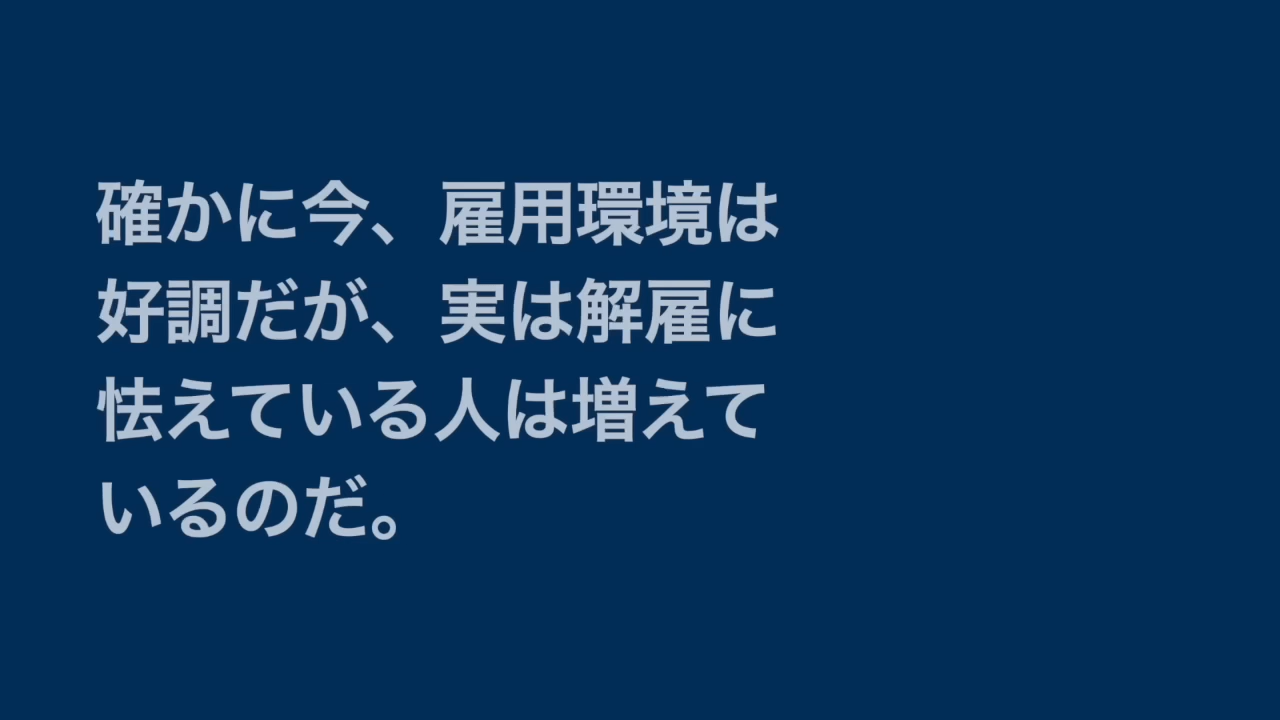 確かに今、雇用環境は
好調だが、実は解雇に
怯えている人は増えて
いるのだ。